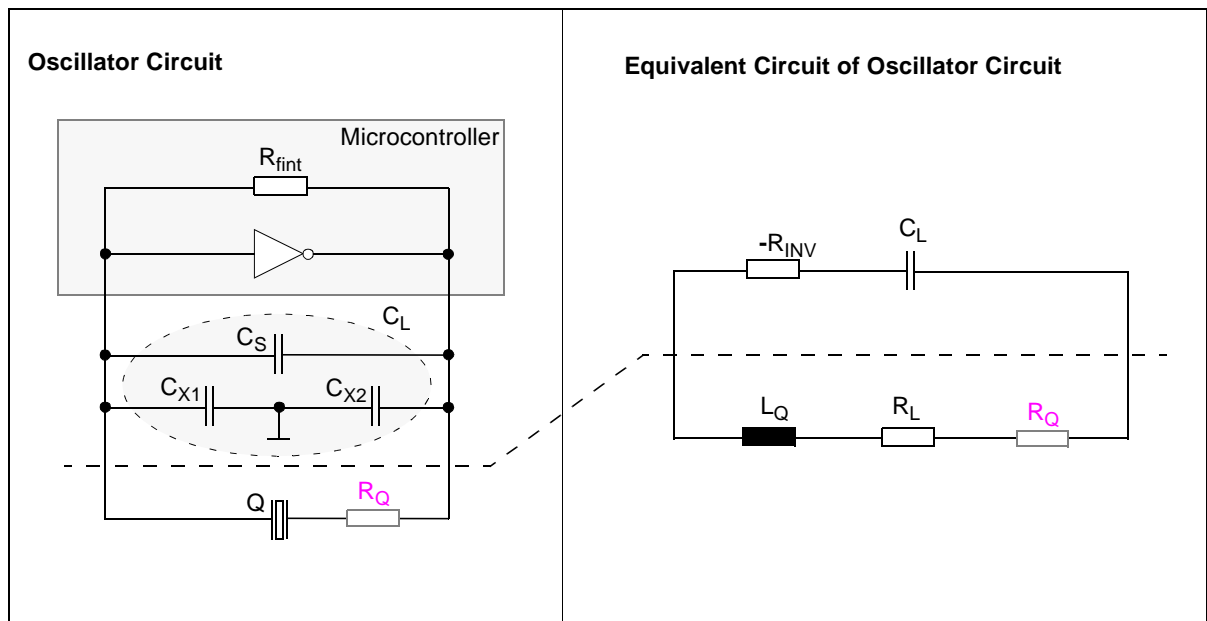 Oscillator Circuit
Microcontroller
Rfint
CL
CS
CX1 CX2
Q RQ
Equivalent Circuit of Oscillator Circuit
-RINV CL
LQ RL RQ